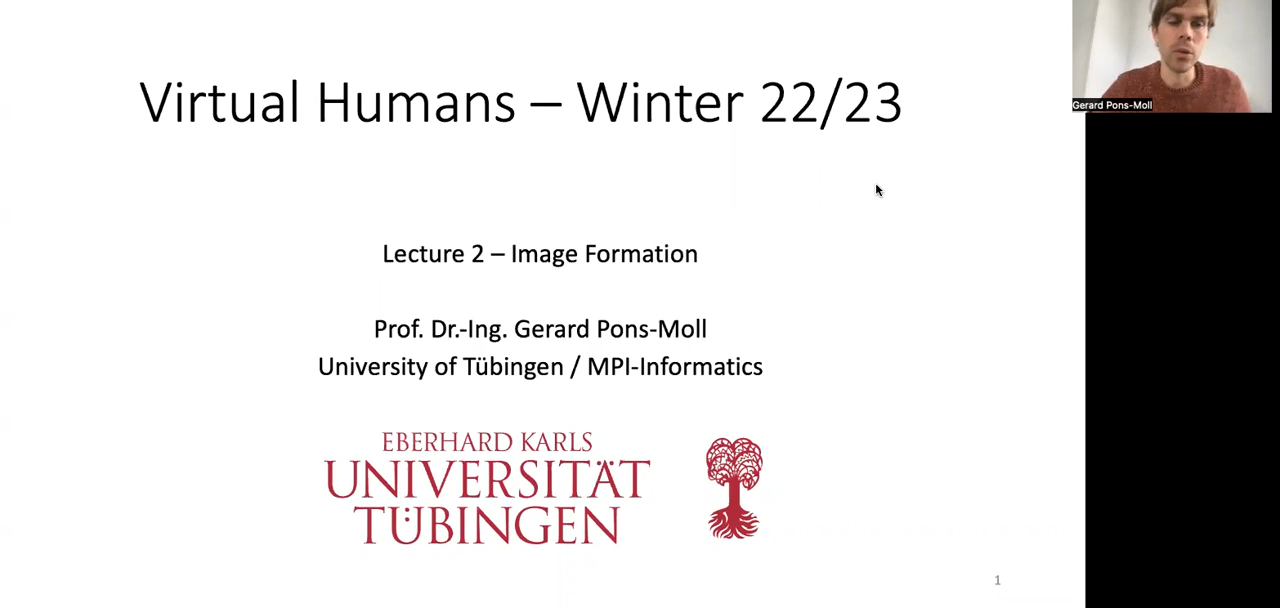 Virtual Humans – Winter 22/23
Gerard Pons-Moll
Lecture 2 – Image Formation
Prof. Dr.-Ing. Gerard Pons-Moll
University of Tübingen / MPI-Informatics
EBERHARD KARLS
UNIVERSITÄT
TÜBINGEN
1